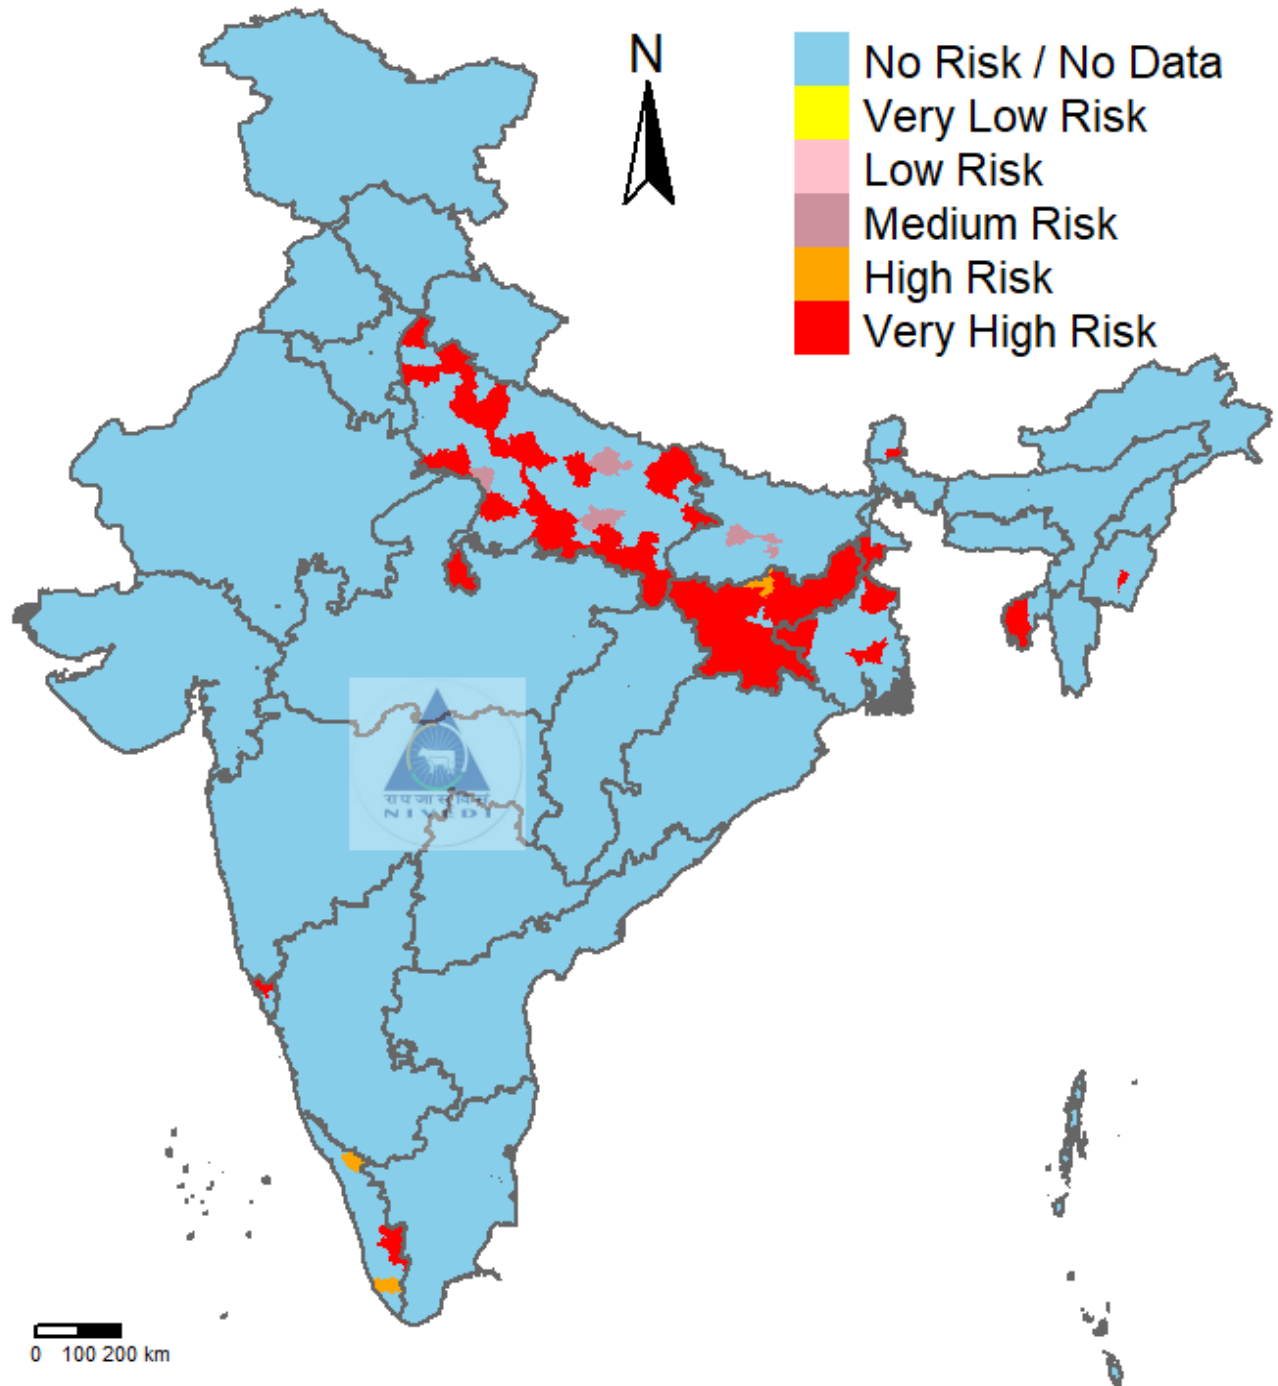 N
No Risk / No Data
Very Low Risk
Low Risk
Medium Risk
High Risk
Very High Risk
NIVEDI
0 100 200 km